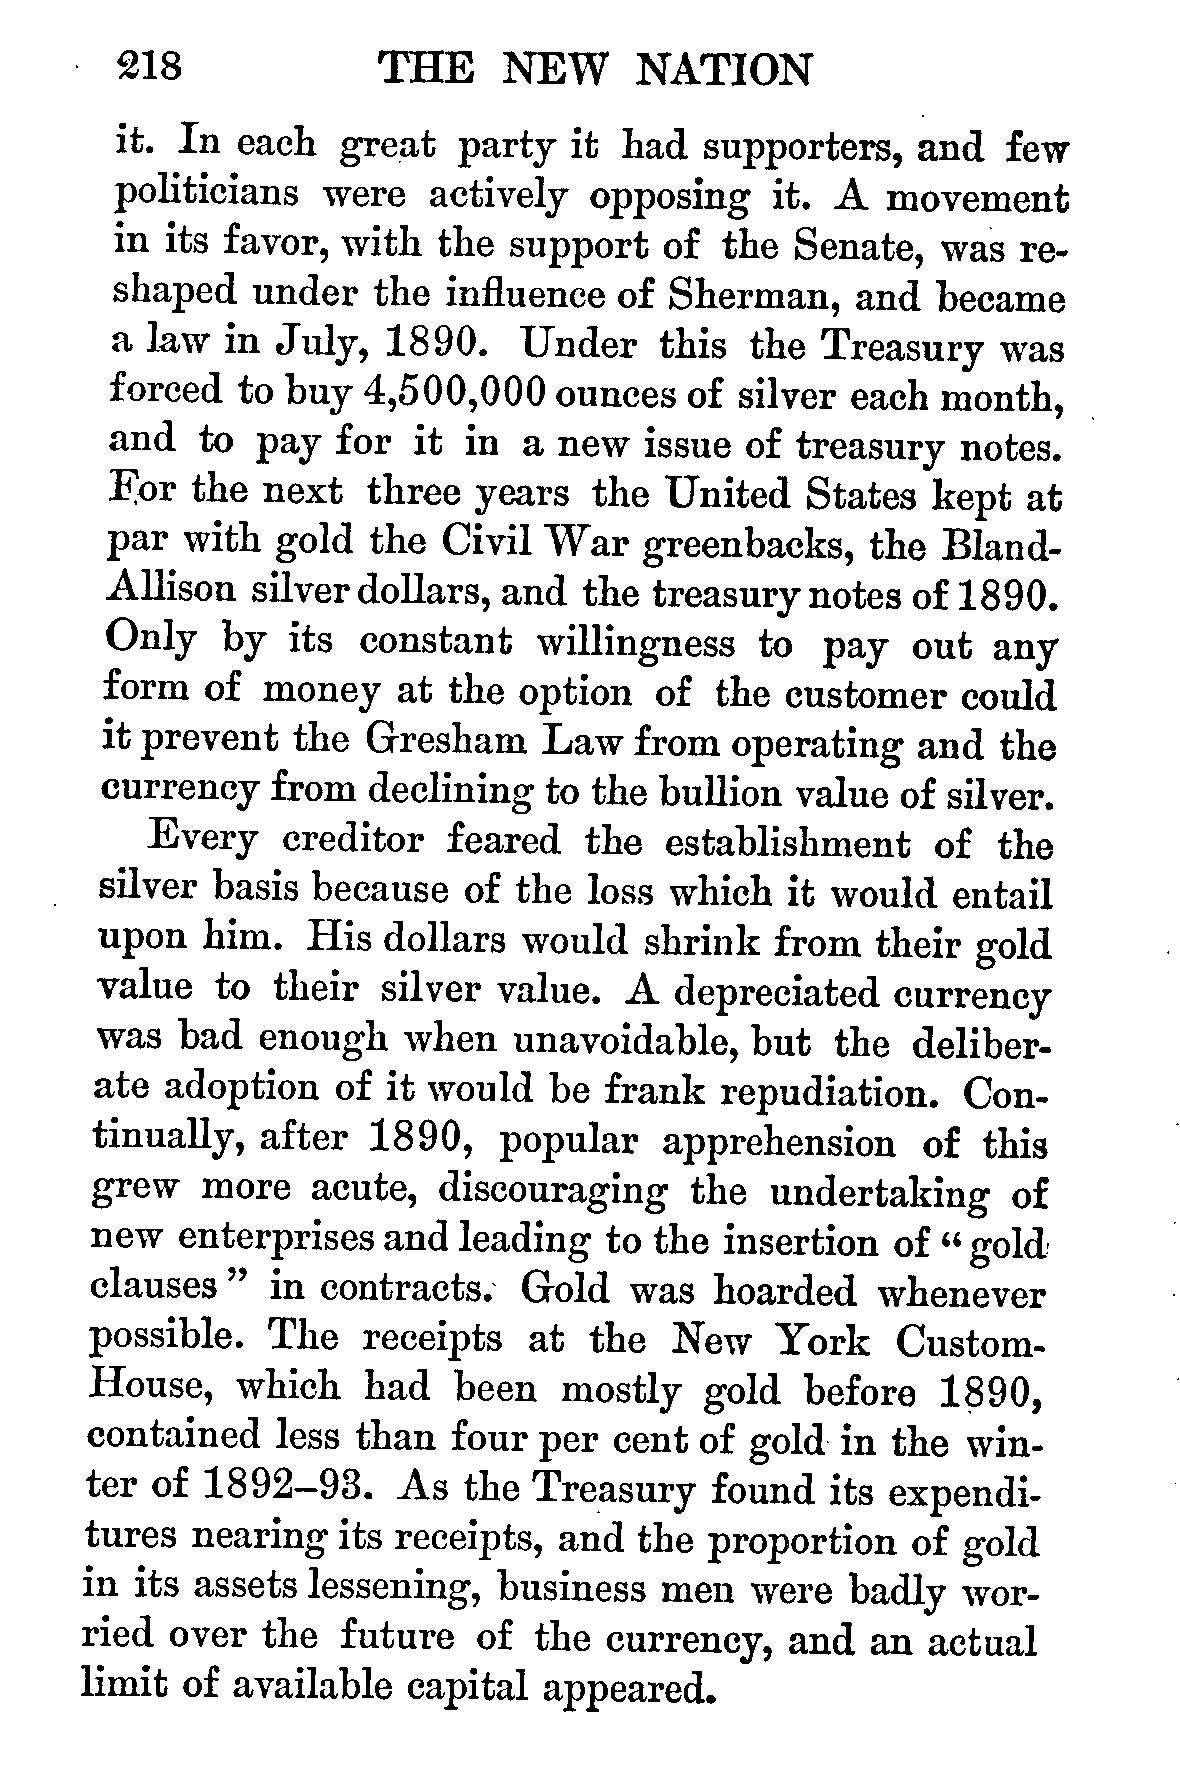 218 THE NEW NATION
it. In each great party it had supporters, and few
politicians were actively opposing it. A movement
in its favor, with the support of the Senate, was re-
shaped under the influence of Sherman, and became
a law in July, 1890. Under this the Treasury was
forced to buy 4,500,000 ounces of silver each month,
and to pay for it in a new issue of treasury notes.
For the next three years the United States kept at
par with gold the Civil War greenbacks, the Bland-
Allison silver dollars, and the treasury notes of 1890.
Only by its constant willingness to pay out any
form of money at the option of the customer could
it prevent the Gresham Law from operating and the
currency from declining to the bullion value of silver.
Every creditor feared the establishment of the
silver basis because of the loss which it would entail
upon him. His dollars would shrink from their gold
value to their silver value. A depreciated currency
was bad enough when unavoidable, but the deliber-
ate adoption of it would be frank repudiation. Con-
tinually, after 1890, popular apprehension of this
grew more acute, discouraging the undertaking of
new enterprises and leading to the insertion of “ gold
clauses ” in contracts. Gold was hoarded whenever
possible. The receipts at the New York Custom-
House, which had been mostly gold before 1890,
contained less than four per cent of gold in the win-
ter of 1892–93. As the Treasury found its expendi-
tures nearing its receipts, and the proportion of gold
in its assets lessening, business men were badly wor-
ried over the future of the currency, and an actual
limit of available capital appeared.